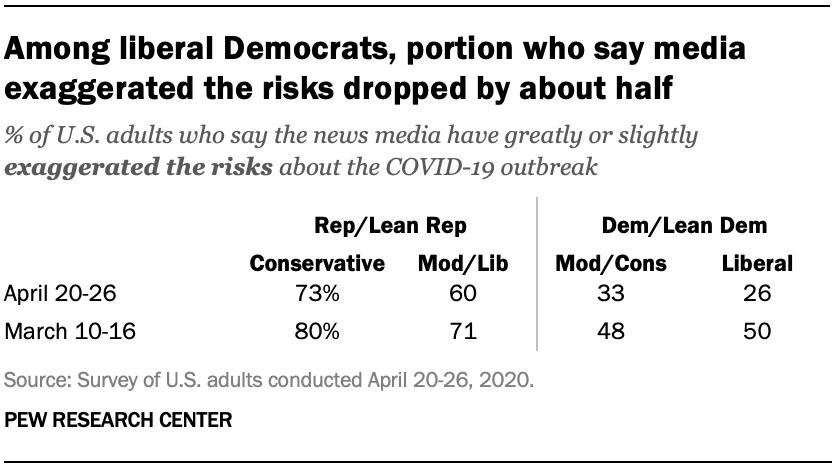 Among liberal Democrats, portion who say media
exaggerated the risks dropped by about half
% of U.S. adults who say the news media have greatly or slightly
exaggerated the risks about the COVID-19 outbreak
Rep/Lean Rep Dem/Lean Dem
Conservative Mod/Lib Mod/Cons Liberal
April 20-26 73% 60 33 26
March 10-16 80% 71 48 50
Source: Survey of U.S. adults conducted April 20-26, 2020.
PEW RESEARCH CENTER